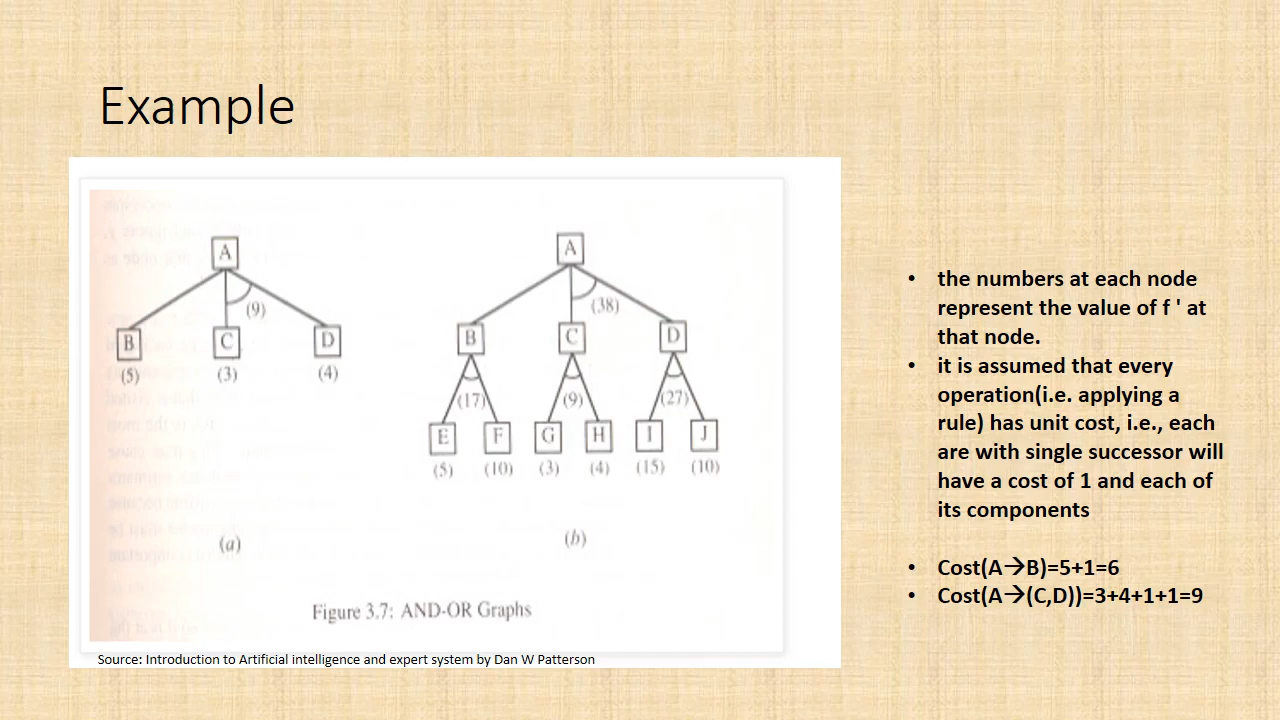 Example
A
(9)
B
C
D
(5)
(3)
(4)
(a)
A
(38)
B
C
D
(17)
(9)
(27)
E
F
G
H
I
J
(5)
(10)
(3)
(4)
(15)
(10)
(b)
Figure 3.7: AND-OR Graphs
Source: Introduction to Artificial intelligence and expert system by Dan W Patterson
• the numbers at each node
represent the value of f ' at
that node.
• it is assumed that every
operation(i.e. applying a
rule) has unit cost, i.e., each
are with single successor will
have a cost of 1 and each of
its components
• Cost(A→B)=5+1=6
• Cost(A→(C,D))=3+4+1+1=9